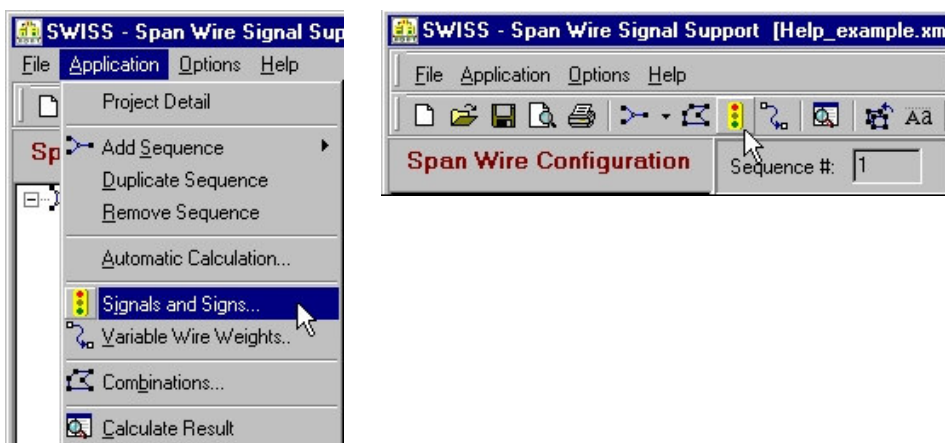 SWISS - Span Wire Signal Sup
File Application Options Help
Project Detail
Sp
Add Sequence
Duplicate Sequence
Remove Sequence
Automatic Calculation...
Signals and Signs...
Variable Wire Weights..
Combinations...
Calculate Result
SWISS - Span Wire Signal Support [Help_example.xm
File Application Options Help
Aa
Span Wire Configuration
Sequence #: 1